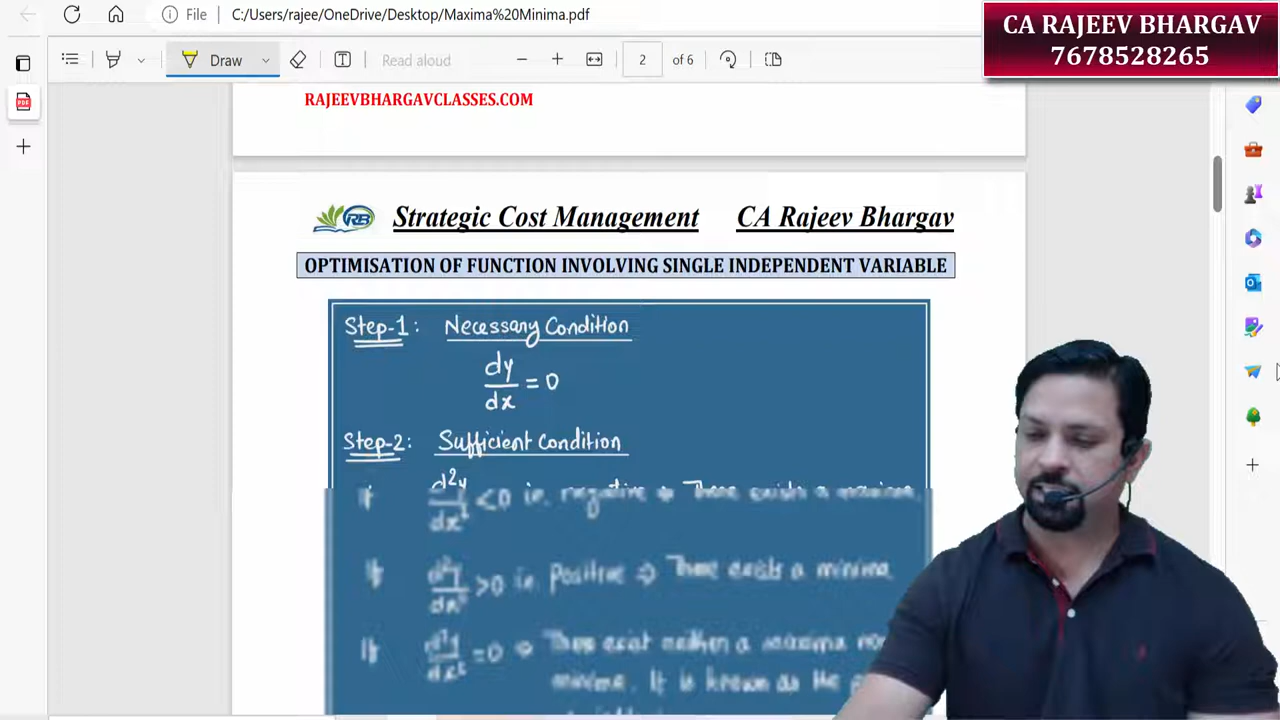 File C:/Users/rajee/OneDrive/Desktop/Maxima%20Minima.pdf
CA RAJEEV BHARGAV
7678528265
Draw Read aloud 2 of 6
RAJEEVBHARGAVCLASSES.COM
RB Strategic Cost Management CA Rajeev Bhargav
OPTIMISATION OF FUNCTION INVOLVING SINGLE INDEPENDENT VARIABLE
Step-1: Necessary Condition
dy/dx = 0
Step-2: Sufficient Condition
If d²y/dx² <0 i.e. negative ⇒ There exists a maxima
If d²y/dx² >0 i.e. Positive ⇒ There exists a minima
If d²y/dx² =0 ⇒ There exist neither a maxima
minima. It is known as the